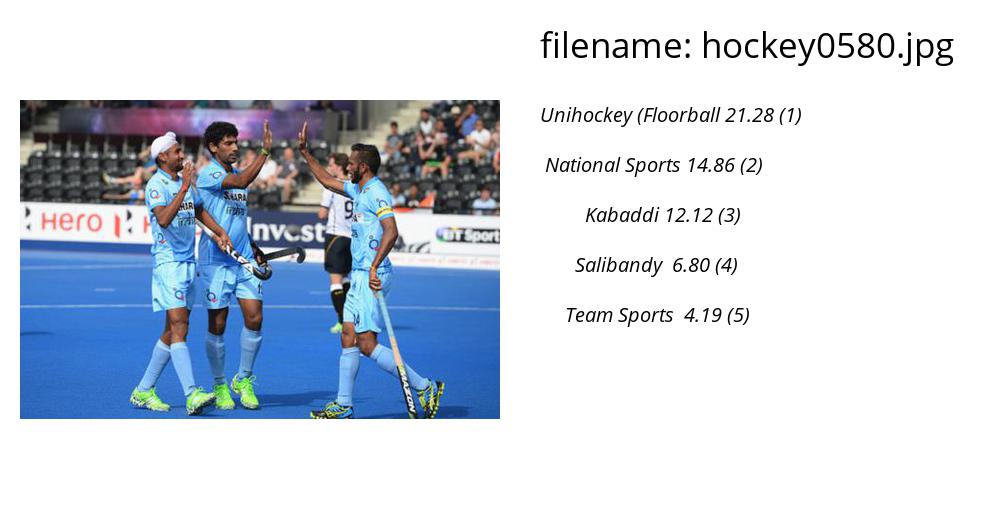 filename: hockey0580.jpg
Unihockey (Floorball 21.28 (1)
National Sports 14.86 (2)
Kabaddi 12.12 (3)
Salibandy 6.80 (4)
Team Sports 4.19 (5)
Hero
Invest
BT Sport
9
india